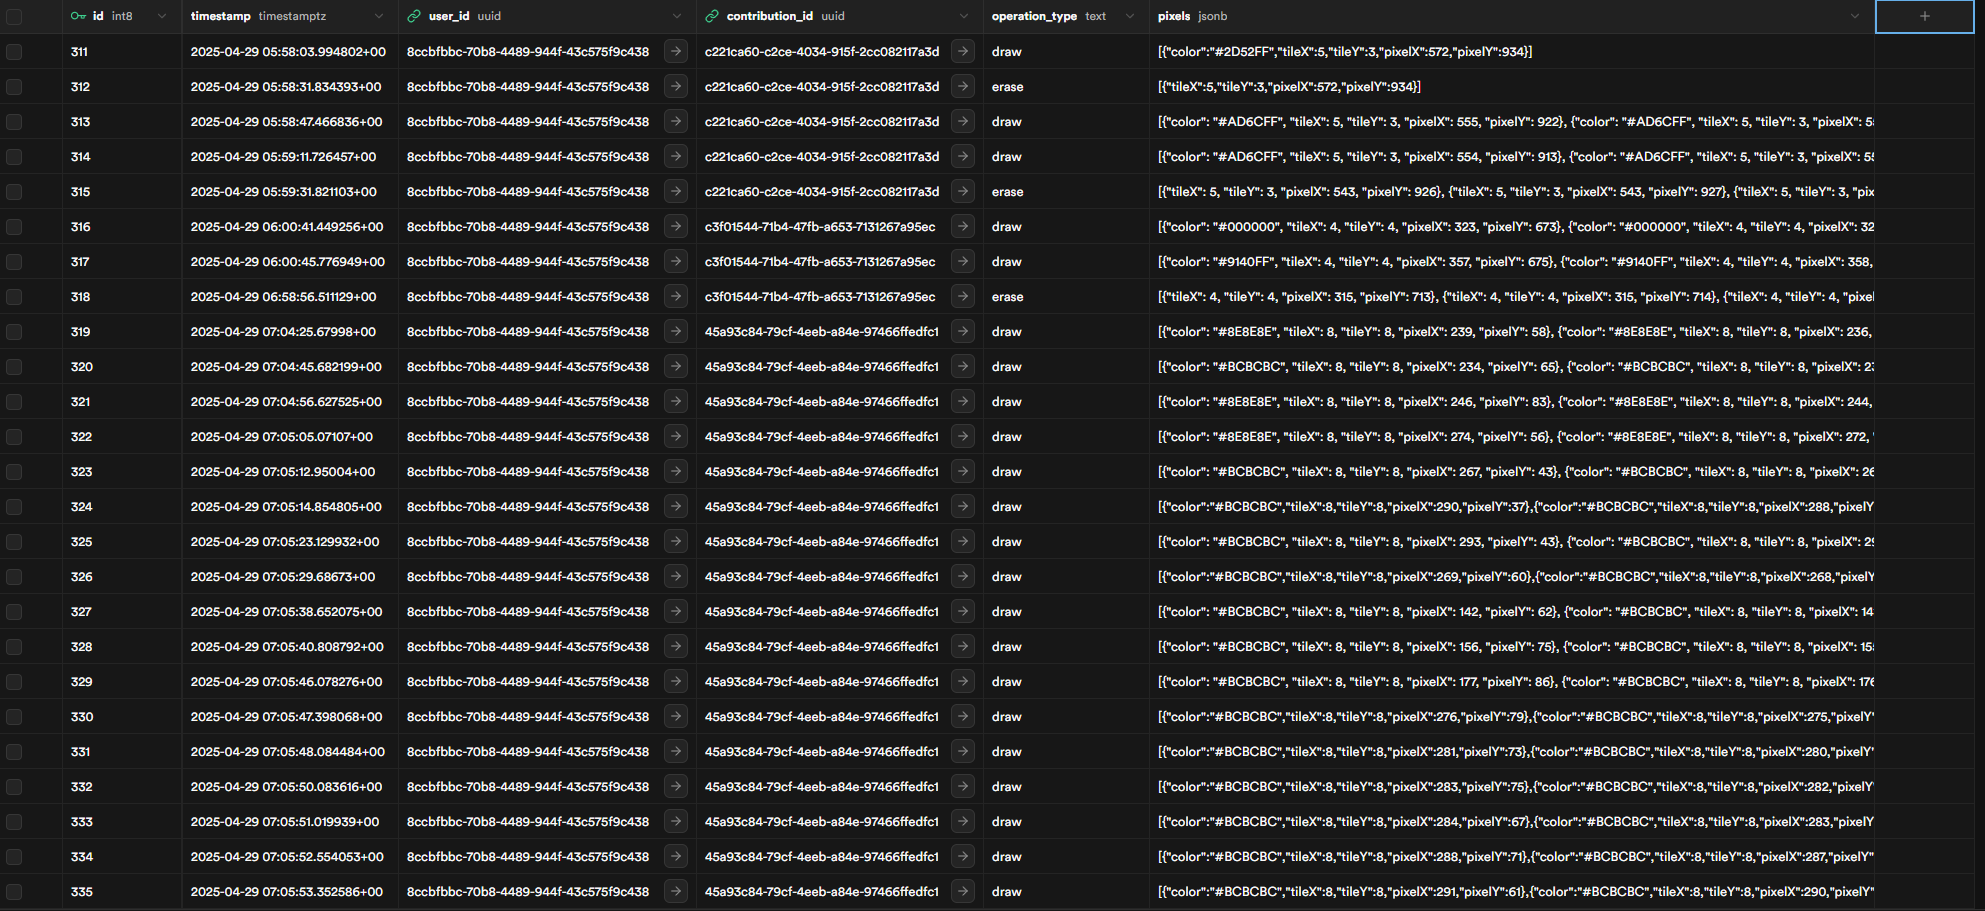 id int8 timestamp timestamptz user_id uuid contribution_id uuid operation_type text pixels jsonb +
311 2025-04-29 05:58:03.994802+00 8ccbfbbc-70b8-4489-944f-43c575f9c438 c221ca60-c2ce-4034-915f-2cc082117a3d draw [{"color":"#2D52FF","tileX":5,"tileY":3,"pixelX":572,"pixelY":934}]
312 2025-04-29 05:58:31.834393+00 8ccbfbbc-70b8-4489-944f-43c575f9c438 c221ca60-c2ce-4034-915f-2cc082117a3d erase [{"tileX":5,"tileY":3,"pixelX":572,"pixelY":934}]
313 2025-04-29 05:58:47.466836+00 8ccbfbbc-70b8-4489-944f-43c575f9c438 c221ca60-c2ce-4034-915f-2cc082117a3d draw [{"color": "#AD6CFF", "tileX": 5, "tileY": 3, "pixelX": 555, "pixelY": 922}, {"color": "#AD6CFF", "tileX": 5, "tileY": 3, "pixelX": 5
314 2025-04-29 05:59:11.726457+00 8ccbfbbc-70b8-4489-944f-43c575f9c438 c221ca60-c2ce-4034-915f-2cc082117a3d draw [{"color": "#AD6CFF", "tileX": 5, "tileY": 3, "pixelX": 554, "pixelY": 913}, {"color": "#AD6CFF", "tileX": 5, "tileY": 3, "pixelX": 55
315 2025-04-29 05:59:31.821103+00 8ccbfbbc-70b8-4489-944f-43c575f9c438 c221ca60-c2ce-4034-915f-2cc082117a3d erase [{"tileX": 5, "tileY": 3, "pixelX": 543, "pixelY": 926}, {"tileX": 5, "tileY": 3, "pixelX": 543, "pixelY": 927}, {"tileX": 5, "tileY": 3, "pix
316 2025-04-29 06:00:41.449256+00 8ccbfbbc-70b8-4489-944f-43c575f9c438 c3f01544-71b4-47fb-a653-7131267a95ec draw [{"color": "#000000", "tileX": 4, "tileY": 4, "pixelX": 323, "pixelY": 673}, {"color": "#000000", "tileX": 4, "tileY": 4, "pixelX": 32
317 2025-04-29 06:00:45.776949+00 8ccbfbbc-70b8-4489-944f-43c575f9c438 c3f01544-71b4-47fb-a653-7131267a95ec draw [{"color": "#9140FF", "tileX": 4, "tileY": 4, "pixelX": 357, "pixelY": 675}, {"color": "#9140FF", "tileX": 4, "tileY": 4, "pixelX": 358,
318 2025-04-29 06:58:56.511129+00 8ccbfbbc-70b8-4489-944f-43c575f9c438 c3f01544-71b4-47fb-a653-7131267a95ec erase [{"tileX": 4, "tileY": 4, "pixelX": 315, "pixelY": 713}, {"tileX": 4, "tileY": 4, "pixelX": 315, "pixelY": 714}, {"tileX": 4, "tileY": 4, "pixel
319 2025-04-29 07:04:25.67998+00 8ccbfbbc-70b8-4489-944f-43c575f9c438 45a93c84-79cf-4eeb-a84e-97466ffedfc1 draw [{"color": "#8E8E8E", "tileX": 8, "tileY": 8, "pixelX": 239, "pixelY": 58}, {"color": "#8E8E8E", "tileX": 8, "tileY": 8, "pixelX": 236,
320 2025-04-29 07:04:45.682199+00 8ccbfbbc-70b8-4489-944f-43c575f9c438 45a93c84-79cf-4eeb-a84e-97466ffedfc1 draw [{"color": "#BCBCBC", "tileX": 8, "tileY": 8, "pixelX": 234, "pixelY": 65}, {"color": "#BCBCBC", "tileX": 8, "tileY": 8, "pixelX": 23
321 2025-04-29 07:04:56.627525+00 8ccbfbbc-70b8-4489-944f-43c575f9c438 45a93c84-79cf-4eeb-a84e-97466ffedfc1 draw [{"color": "#8E8E8E", "tileX": 8, "tileY": 8, "pixelX": 246, "pixelY": 83}, {"color": "#8E8E8E", "tileX": 8, "tileY": 8, "pixelX": 244,
322 2025-04-29 07:05:05.07107+00 8ccbfbbc-70b8-4489-944f-43c575f9c438 45a93c84-79cf-4eeb-a84e-97466ffedfc1 draw [{"color": "#8E8E8E", "tileX": 8, "tileY": 8, "pixelX": 274, "pixelY": 56}, {"color": "#8E8E8E", "tileX": 8, "tileY": 8, "pixelX": 272, "
323 2025-04-29 07:05:12.95004+00 8ccbfbbc-70b8-4489-944f-43c575f9c438 45a93c84-79cf-4eeb-a84e-97466ffedfc1 draw [{"color": "#BCBCBC", "tileX": 8, "tileY": 8, "pixelX": 267, "pixelY": 43}, {"color": "#BCBCBC", "tileX": 8, "tileY": 8, "pixelX": 26
324 2025-04-29 07:05:14.854805+00 8ccbfbbc-70b8-4489-944f-43c575f9c438 45a93c84-79cf-4eeb-a84e-97466ffedfc1 draw [{"color":"#BCBCBC","tileX":8,"tileY":8,"pixelX":290,"pixelY":37},{"color":"#BCBCBC","tileX":8,"tileY":8,"pixelX":288,"pixelY
325 2025-04-29 07:05:23.129932+00 8ccbfbbc-70b8-4489-944f-43c575f9c438 45a93c84-79cf-4eeb-a84e-97466ffedfc1 draw [{"color": "#BCBCBC", "tileX": 8, "tileY": 8, "pixelX": 293, "pixelY": 43}, {"color": "#BCBCBC", "tileX": 8, "tileY": 8, "pixelX": 29
326 2025-04-29 07:05:29.68673+00 8ccbfbbc-70b8-4489-944f-43c575f9c438 45a93c84-79cf-4eeb-a84e-97466ffedfc1 draw [{"color":"#BCBCBC","tileX":8,"tileY":8,"pixelX":269,"pixelY":60},{"color":"#BCBCBC","tileX":8,"tileY":8,"pixelX":268,"pixelY
327 2025-04-29 07:05:38.652075+00 8ccbfbbc-70b8-4489-944f-43c575f9c438 45a93c84-79cf-4eeb-a84e-97466ffedfc1 draw [{"color": "#BCBCBC", "tileX": 8, "tileY": 8, "pixelX": 142, "pixelY": 62}, {"color": "#BCBCBC", "tileX": 8, "tileY": 8, "pixelX": 14
328 2025-04-29 07:05:40.808792+00 8ccbfbbc-70b8-4489-944f-43c575f9c438 45a93c84-79cf-4eeb-a84e-97466ffedfc1 draw [{"color": "#BCBCBC", "tileX": 8, "tileY": 8, "pixelX": 156, "pixelY": 75}, {"color": "#BCBCBC", "tileX": 8, "tileY": 8, "pixelX": 15
329 2025-04-29 07:05:46.078276+00 8ccbfbbc-70b8-4489-944f-43c575f9c438 45a93c84-79cf-4eeb-a84e-97466ffedfc1 draw [{"color": "#BCBCBC", "tileX": 8, "tileY": 8, "pixelX": 177, "pixelY": 86}, {"color": "#BCBCBC", "tileX": 8, "tileY": 8, "pixelX": 176
330 2025-04-29 07:05:47.398068+00 8ccbfbbc-70b8-4489-944f-43c575f9c438 45a93c84-79cf-4eeb-a84e-97466ffedfc1 draw [{"color":"#BCBCBC","tileX":8,"tileY":8,"pixelX":276,"pixelY":79},{"color":"#BCBCBC","tileX":8,"tileY":8,"pixelX":275,"pixelY"
331 2025-04-29 07:05:48.084484+00 8ccbfbbc-70b8-4489-944f-43c575f9c438 45a93c84-79cf-4eeb-a84e-97466ffedfc1 draw [{"color":"#BCBCBC","tileX":8,"tileY":8,"pixelX":281,"pixelY":73},{"color":"#BCBCBC","tileX":8,"tileY":8,"pixelX":280,"pixelY"
332 2025-04-29 07:05:50.083616+00 8ccbfbbc-70b8-4489-944f-43c575f9c438 45a93c84-79cf-4eeb-a84e-97466ffedfc1 draw [{"color":"#BCBCBC","tileX":8,"tileY":8,"pixelX":283,"pixelY":75},{"color":"#BCBCBC","tileX":8,"tileY":8,"pixelX":282,"pixelY
333 2025-04-29 07:05:51.019939+00 8ccbfbbc-70b8-4489-944f-43c575f9c438 45a93c84-79cf-4eeb-a84e-97466ffedfc1 draw [{"color":"#BCBCBC","tileX":8,"tileY":8,"pixelX":284,"pixelY":67},{"color":"#BCBCBC","tileX":8,"tileY":8,"pixelX":283,"pixelY
334 2025-04-29 07:05:52.554053+00 8ccbfbbc-70b8-4489-944f-43c575f9c438 45a93c84-79cf-4eeb-a84e-97466ffedfc1 draw [{"color":"#BCBCBC","tileX":8,"tileY":8,"pixelX":288,"pixelY":71},{"color":"#BCBCBC","tileX":8,"tileY":8,"pixelX":287,"pixelY"
335 2025-04-29 07:05:53.352586+00 8ccbfbbc-70b8-4489-944f-43c575f9c438 45a93c84-79cf-4eeb-a84e-97466ffedfc1 draw [{"color":"#BCBCBC","tileX":8,"tileY":8,"pixelX":291,"pixelY":61},{"color":"#BCBCBC","tileX":8,"tileY":8,"pixelX":290,"pixelY"